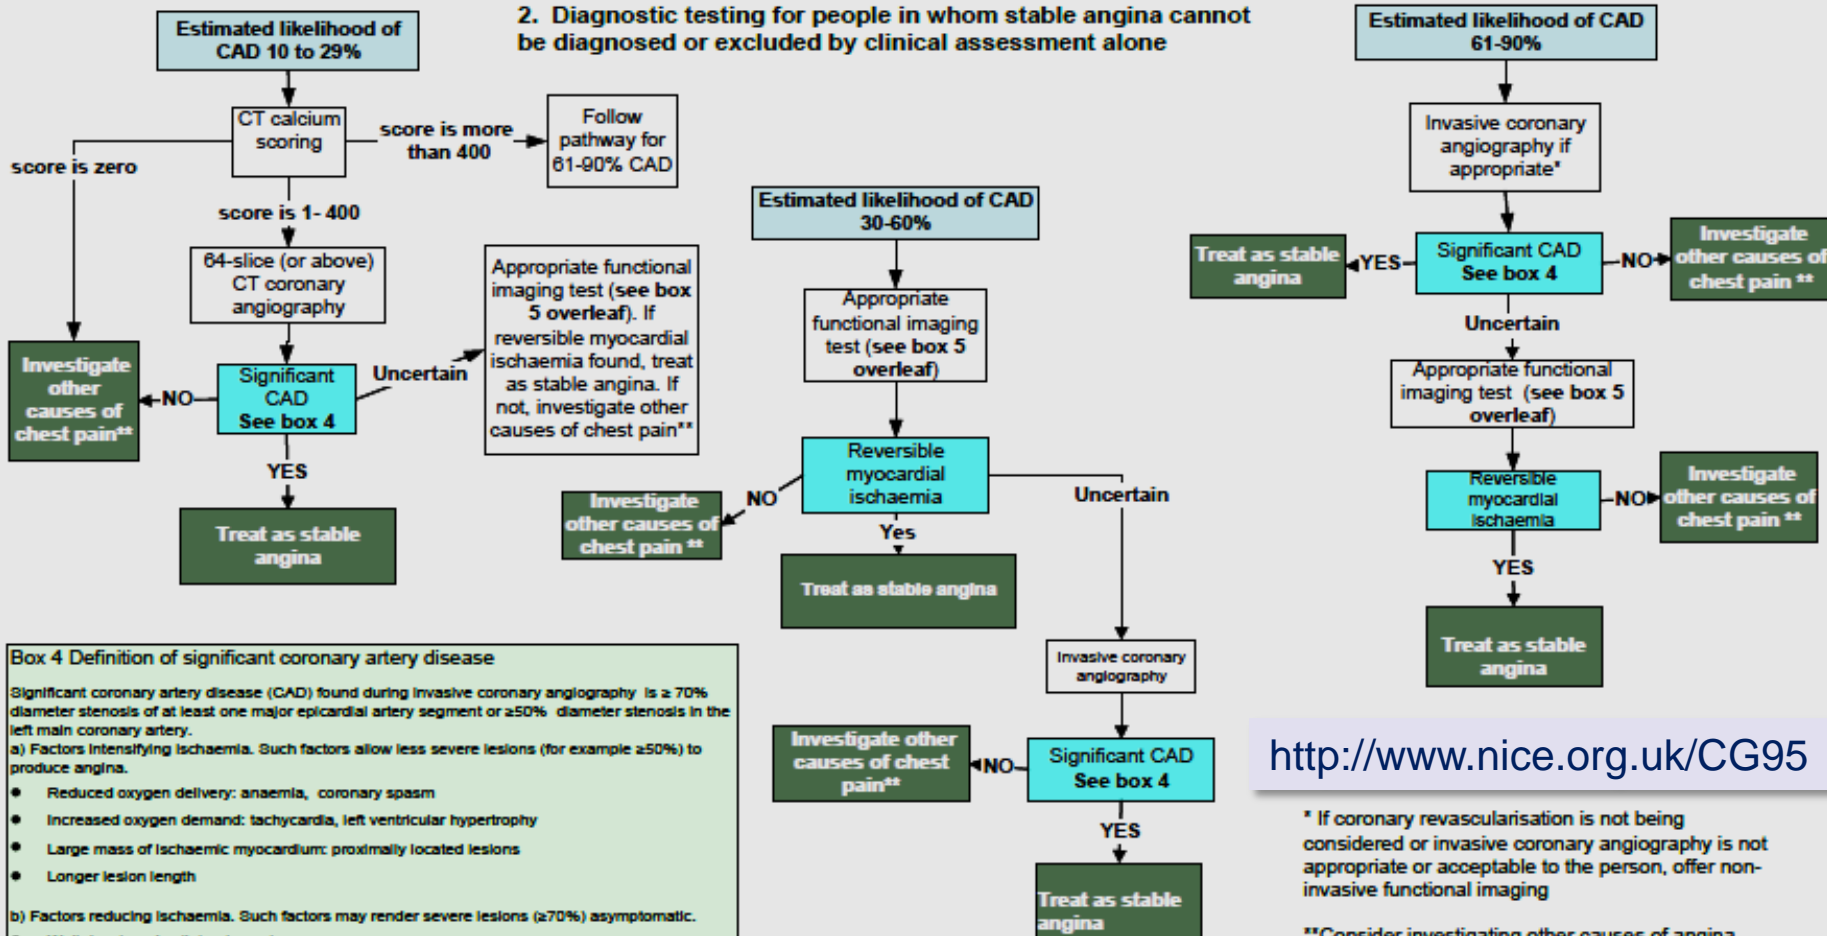 2. Diagnostic testing for people in whom stable angina cannot
be diagnosed or excluded by clinical assessment alone
Estimated likelihood of
CAD 10 to 29%
CT calcium
scoring
score is zero
score is more
than 400
Follow
pathway for
61-90% CAD
score is 1- 400
64-slice (or above)
CT coronary
angiography
Investigate
other
causes of
chest pain**
NO
Significant
CAD
See box 4
Uncertain
Appropriate functional
imaging test (see box
5 overleaf). If
reversible myocardial
ischaemia found, treat
as stable angina. If
not, investigate other
causes of chest pain**
YES
Treat as stable
angina
Estimated likelihood of CAD
30-60%
Appropriate
functional imaging
test (see box 5
overleaf)
Reversible
myocardial
ischaemia
NO
Investigate
other causes of
chest pain **
Yes
Treat as stable angina
Uncertain
Invasive coronary
angiography
Significant CAD
See box 4
NO
Investigate other
causes of chest
pain**
YES
Treat as stable
angina
Estimated likelihood of CAD
61-90%
Invasive coronary
angiography if
appropriate*
Significant CAD
See box 4
YES
Treat as stable
angina
NO
Investigate
other causes of
chest pain **
Uncertain
Appropriate functional
imaging test (see box 5
overleaf)
Reversible
myocardial
ischaemia
NO
Investigate
other causes of
chest pain **
YES
Treat as stable
angina
Box 4 Definition of significant coronary artery disease
Significant coronary artery disease (CAD) found during invasive coronary angiography is ≥ 70%
diameter stenosis of at least one major epicardial artery segment or ≥50% diameter stenosis in the
left main coronary artery.
a) Factors intensifying ischaemia. Such factors allow less severe lesions (for example ≥50%) to
produce angina.
● Reduced oxygen delivery: anaemia, coronary spasm
● Increased oxygen demand: tachycardia, left ventricular hypertrophy
● Large mass of ischaemic myocardium: proximally located lesions
● Longer lesion length
b) Factors reducing ischaemia. Such factors may render severe lesions (≥70%) asymptomatic.
http://www.nice.org.uk/CG95
* If coronary revascularisation is not being
considered or invasive coronary angiography is not
appropriate or acceptable to the person, offer non-
invasive functional imaging
**Consider investigating other causes of angina